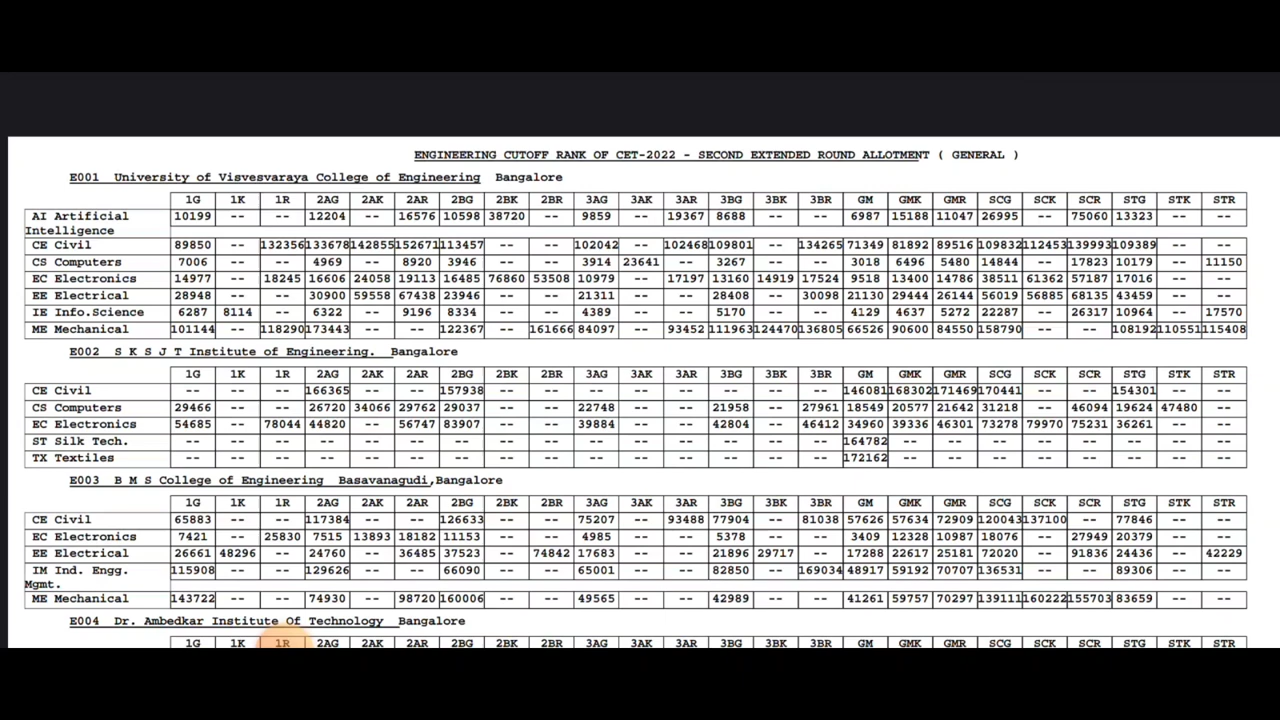 ENGINEERING CUTOFF RANK OF CET-2022 - SECOND EXTENDED ROUND ALLOTMENT ( GENERAL )
E001 University of Visvesvaraya College of Engineering Bangalore
1G 1K 1R 2AG 2AK 2AR 2BG 2BK 2BR 3AG 3AK 3AR 3BG 3BK 3BR GM GMK GMR SCG SCK SCR STG STK STR
AI Artificial 10199 -- -- 12204 -- 16576 10598 38720 -- 9859 -- 19367 8688 -- -- 6987 15188 11047 26995 -- 75060 13323 -- --
Intelligence
CE Civil 89850 -- 132356 133678 142855 152671 113457 -- -- 102042 -- 102468 109801 -- 134265 71349 81892 89516 109832 112453 139993 109389 -- --
CS Computers 7006 -- -- 4969 -- 8920 3946 -- -- 3914 23641 -- 3267 -- -- 3018 6496 5480 14844 -- 17823 10179 -- 11150
EC Electronics 14977 -- 18245 16606 24058 19113 16485 76860 53508 10979 -- 17197 13160 14919 17524 9518 13400 14786 38511 61362 57187 17016 -- --
EE Electrical 28948 -- -- 30900 59558 67438 23946 -- -- 21311 -- -- 28408 -- 30098 21130 29444 26144 56019 56885 68135 43459 -- --
IE Info.Science 6287 8114 -- 6322 -- 9196 8334 -- -- 4389 -- -- 5170 -- -- 4129 4637 5272 22287 -- 26317 10964 -- 17570
ME Mechanical 101144 -- 118290 173443 -- -- 122367 -- 161666 84097 -- 93452 111963 124470 136805 66526 90600 84550 158790 -- -- 108192 110551 115408
E002 S K S J T Institute of Engineering. Bangalore
1G 1K 1R 2AG 2AK 2AR 2BG 2BK 2BR 3AG 3AK 3AR 3BG 3BK 3BR GM GMK GMR SCG SCK SCR STG STK STR
CE Civil -- -- -- 166365 -- -- 157938 -- -- -- -- -- -- -- -- 146081 168302 171469 170441 -- -- 154301 -- --
CS Computers 29466 -- -- 26720 34066 29762 29037 -- -- 22748 -- -- 21958 -- 27961 18549 20577 21642 31218 -- 46094 19624 47480 --
EC Electronics 54685 -- 78044 44820 -- 56747 83907 -- -- 39884 -- -- 42804 -- 46412 34960 39336 46301 73278 79970 75231 36261 -- --
ST Silk Tech. -- -- -- -- -- -- -- -- -- -- -- -- -- -- -- 164782 -- -- -- -- -- -- -- --
TX Textiles -- -- -- -- -- -- -- -- -- -- -- -- -- -- -- 172162 -- -- -- -- -- -- -- --
E003 B M S College of Engineering Basavanagudi,Bangalore
1G 1K 1R 2AG 2AK 2AR 2BG 2BK 2BR 3AG 3AK 3AR 3BG 3BK 3BR GM GMK GMR SCG SCK SCR STG STK STR
CE Civil 65883 -- -- 117384 -- -- 126633 -- -- 75207 -- 93488 77904 -- 81038 57626 57634 72909 120043 137100 -- 77846 -- --
EC Electronics 7421 -- 25830 7515 13893 18182 11153 -- -- 4985 -- -- 5378 -- -- 3409 12328 10987 18076 -- 27949 20379 -- --
EE Electrical 26661 48296 -- 24760 -- 36485 37523 -- 74842 17683 -- -- 21896 29717 -- 17288 22617 25181 72020 -- 91836 24436 -- 42229
IM Ind. Engg. 115908 -- -- 129626 -- -- 66090 -- -- 65001 -- -- 82850 -- 169034 48917 59192 70707 136531 -- -- 89306 -- --
Mgmt.
ME Mechanical 143722 -- -- 74930 -- 98720 160006 -- -- 49565 -- -- 42989 -- -- 41261 59757 70297 139111 160222 155703 83659 -- --
E004 Dr. Ambedkar Institute Of Technology Bangalore
1G 1K 1R 2AG 2AK 2AR 2BG 2BK 2BR 3AG 3AK 3AR 3BG 3BK 3BR GM GMK GMR SCG SCK SCR STG STK STR